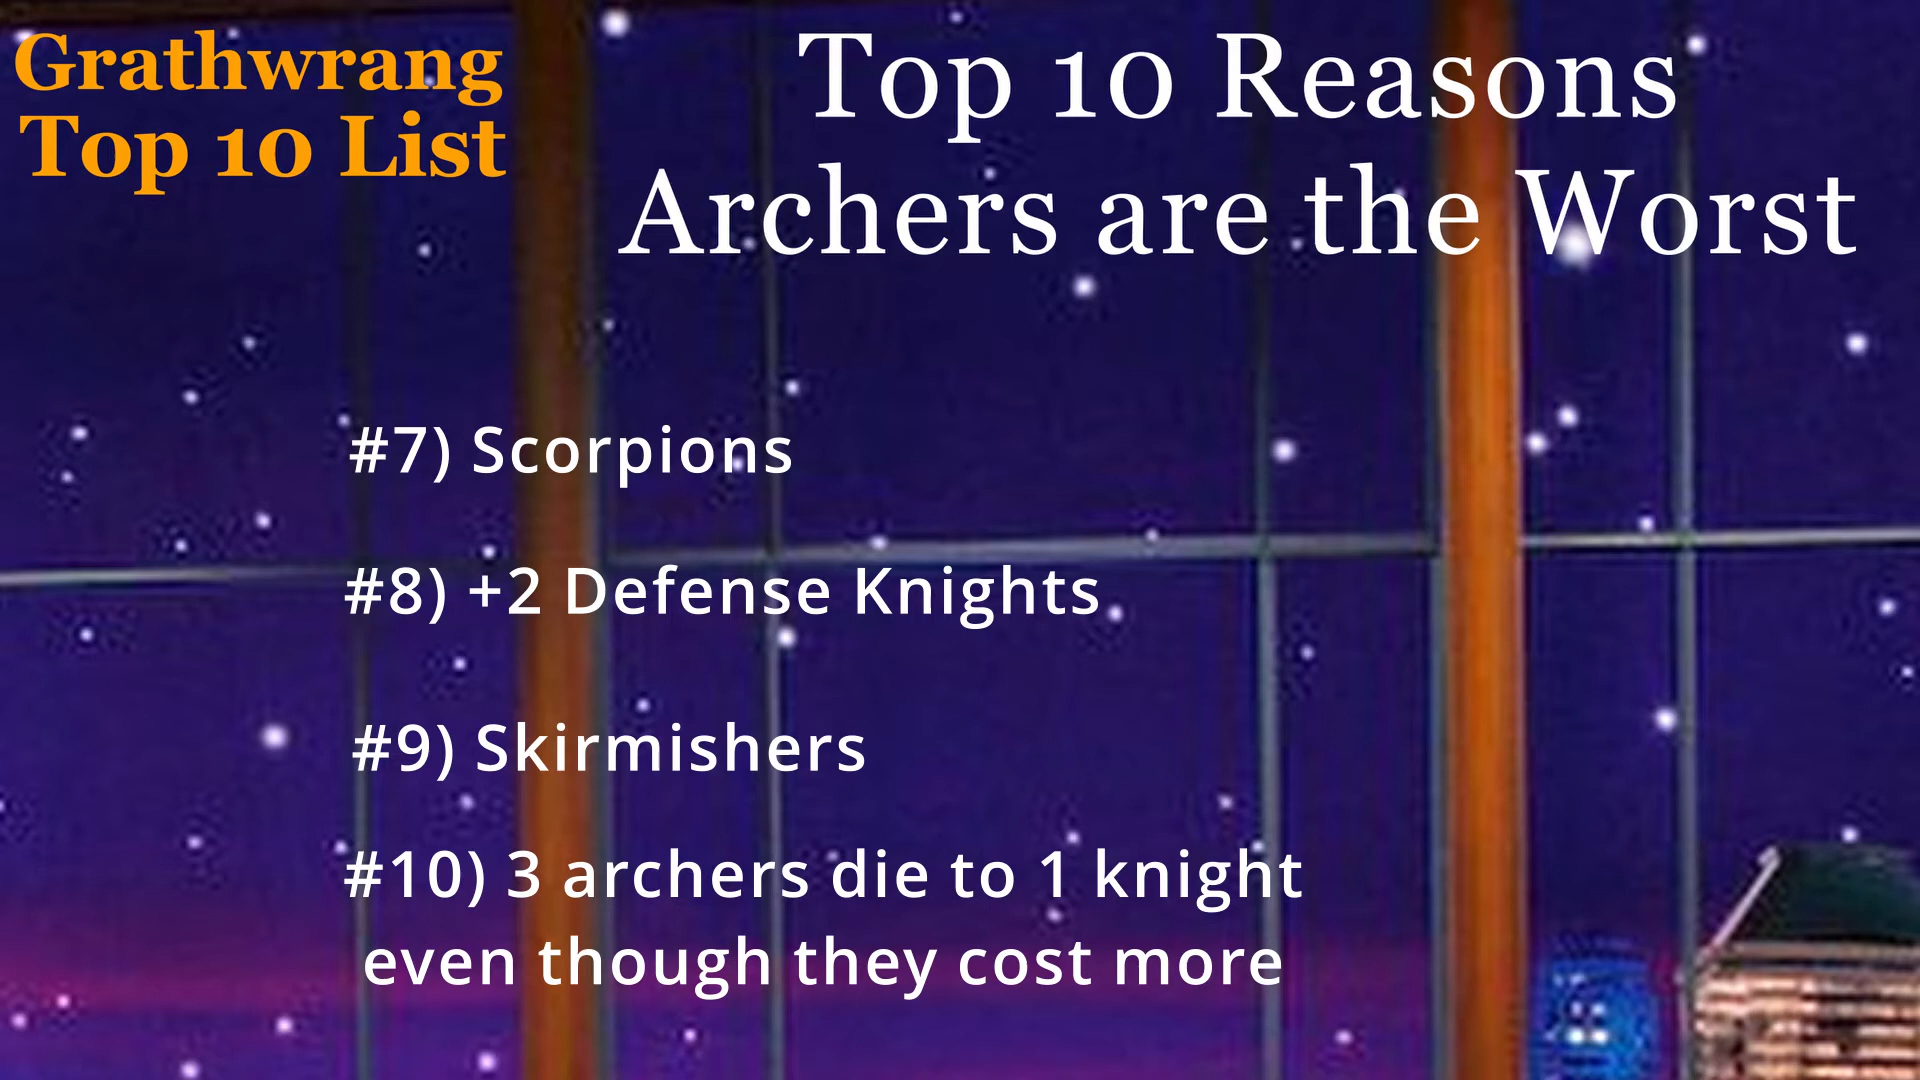 Grathwrang
Top 10 List
Top 10 Reasons
Archers are the Worst
#7) Scorpions
#8) +2 Defense Knights
#9) Skirmishers
#10) 3 archers die to 1 knight
even though they cost more